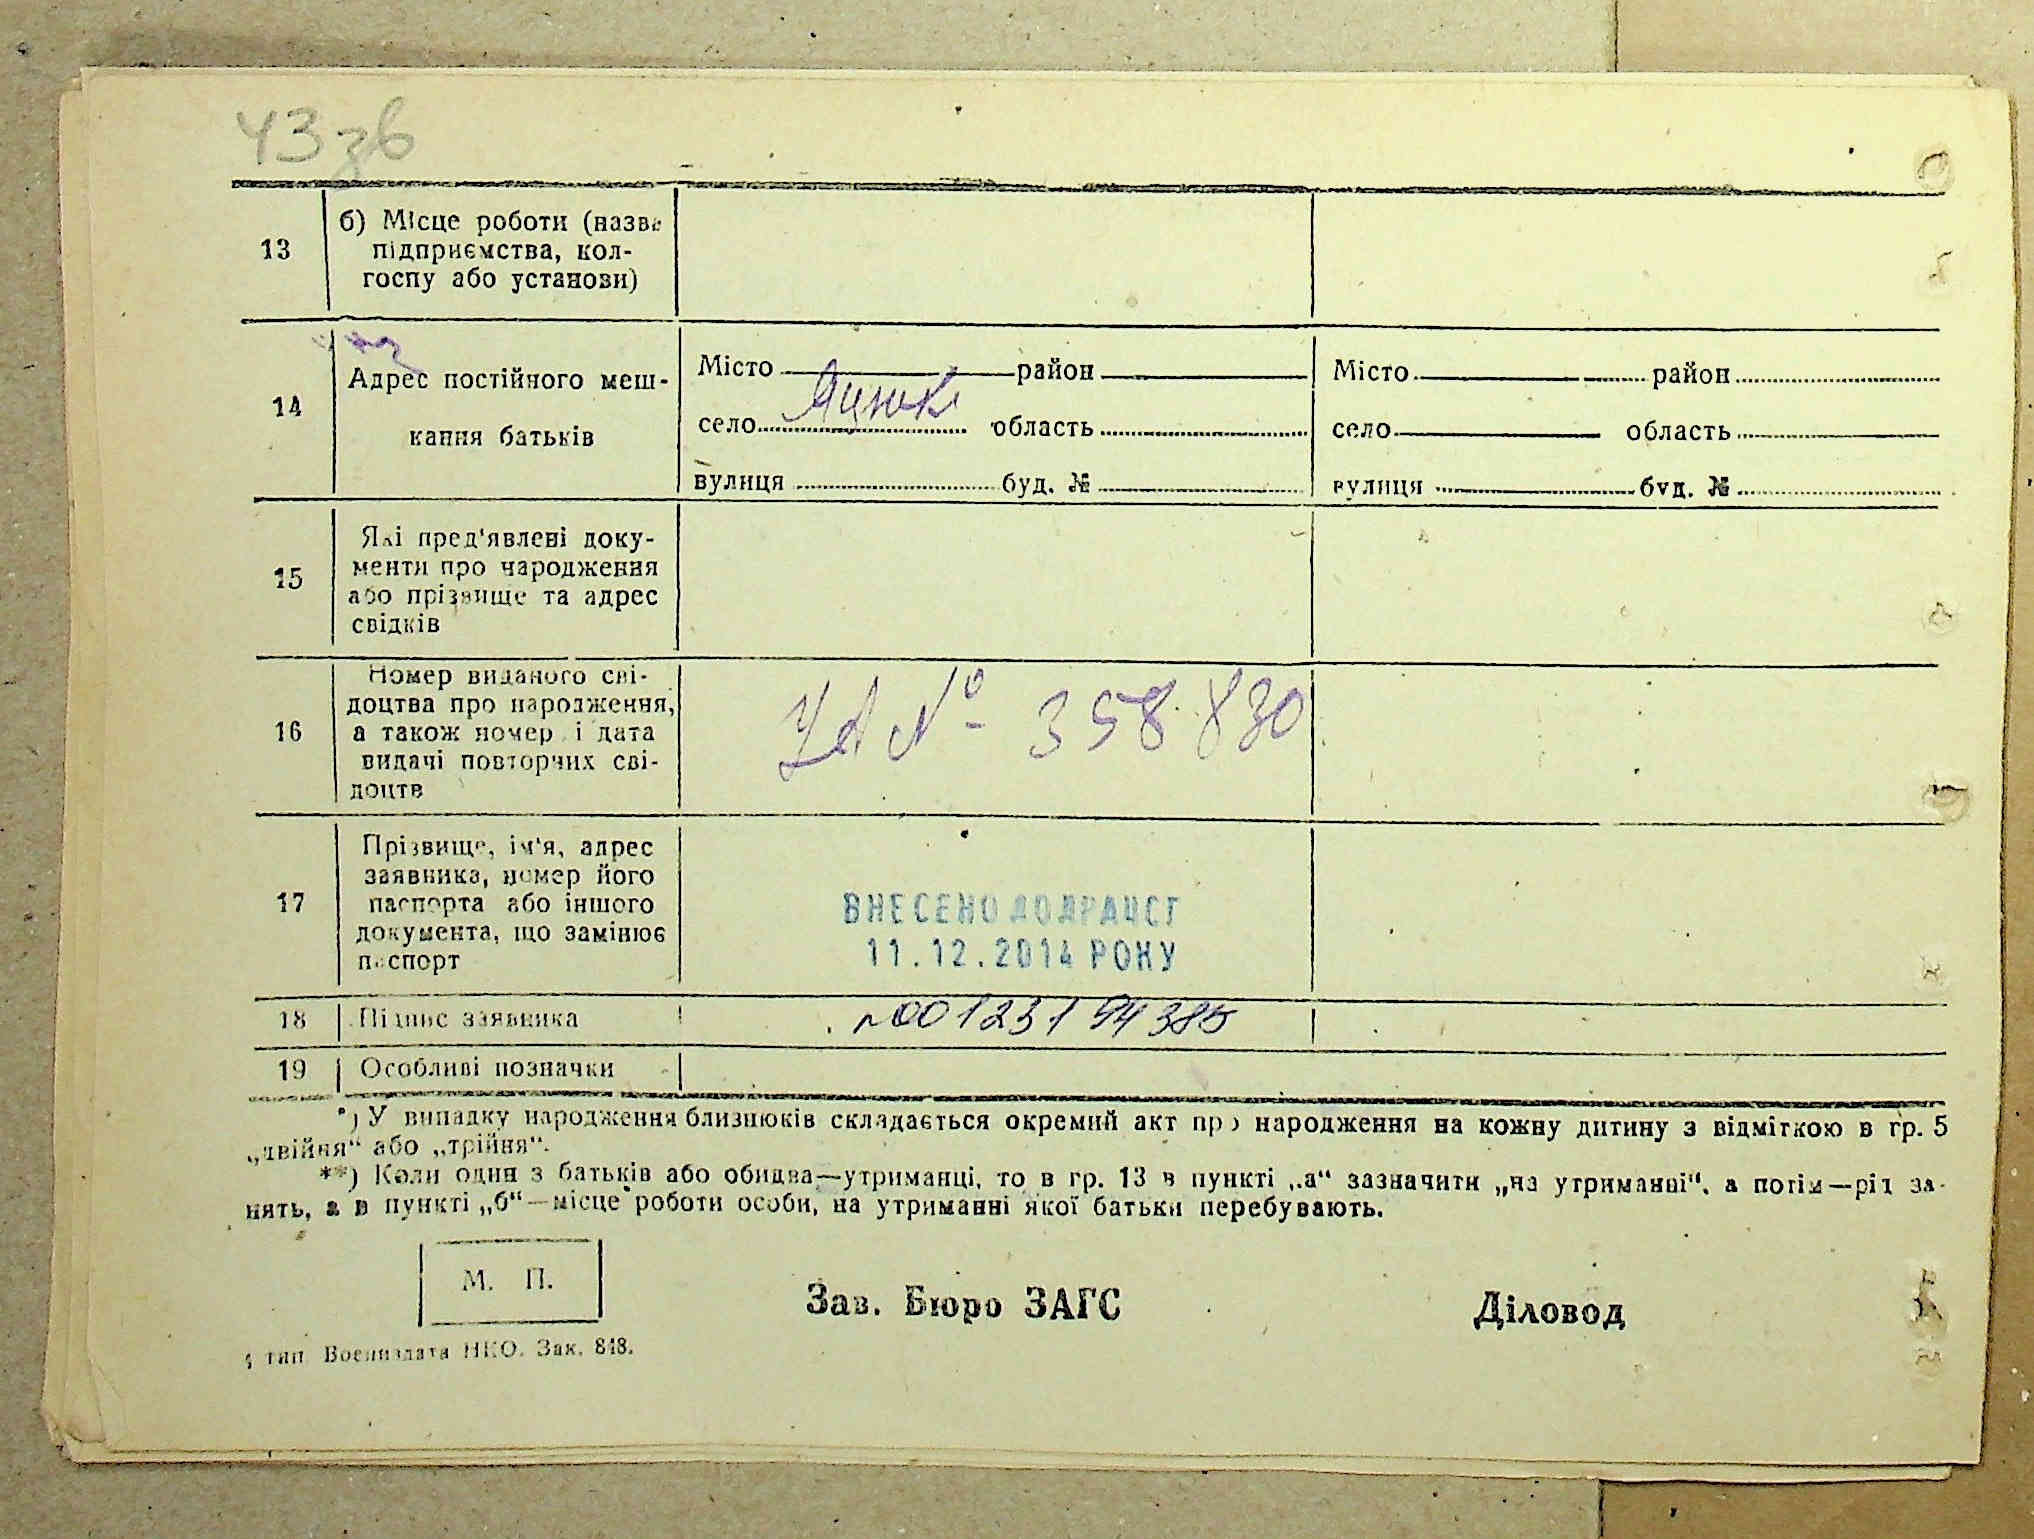 43 зв
13
б) Місце роботи (назва
підприємства, кол-
госпу або установи)
14
Адрес постійного меш-
кання батьків
Місто район
село Яцюки область
вулиця буд. №
Місто район
село область
вулиця буд. №
15
Які пред'явлені доку-
менти про народження
або прізвище та адрес
свідків
16
Номер виданого сві-
доцтва про народження,
а також номер і дата
видачі повторчих сві-
доцтв
УА № 358830
17
Прізвище, ім'я, адрес
заявника, номер його
паспорта або іншого
документа, що замінює
паспорт
ВНЕСЕНО ДО ДРАЦСГ
11.12.2014 РОКУ
18
Підпис заявника
n00123194385
19
Особливі позначки
*) У випадку народження близнюків складається окремий акт про народження на кожну дитину з відміткою в гр. 5
„двійня“ або „трійня“.
**) Коли один з батьків або обидва—утриманці, то в гр. 13 в пункті „а“ зазначити „на утриманні“, а потім—рід за-
нять, а в пункті „б“—місце роботи особи, на утриманні якої батьки перебувають.
М. П.
Зав. Бюро ЗАГС
Діловод
тип. Воениздата НКО. Зак. 848.